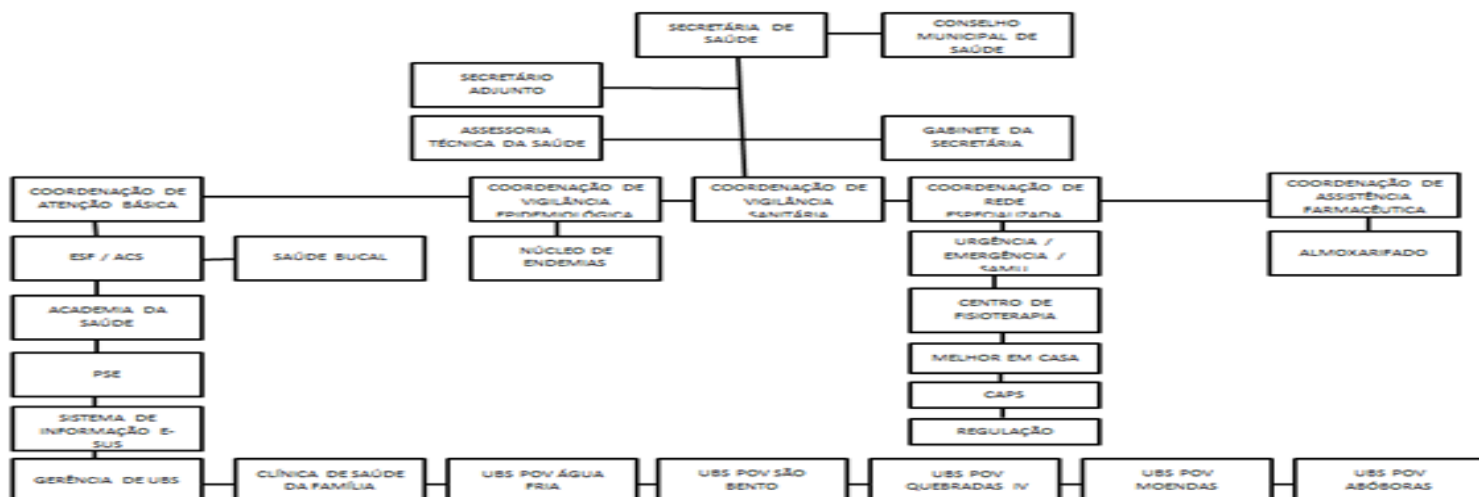 SECRETÁRIA DE
SAÚDE
CONSELHO
MUNICIPAL DE
SAÚDE
SECRETÁRIO
ADJUNTO
ASSESSORIA
TÉCNICA DA SAÚDE
GABINETE DA
SECRETÁRIA
COORDENAÇÃO DE
ATENÇÃO BÁSICA
COORDENAÇÃO DE
VIGILÂNCIA
EPIDEMIOLÓGICA
COORDENAÇÃO DE
VIGILÂNCIA
SANITÁRIA
COORDENAÇÃO DE
REDE
ESPECIALIZADA
COORDENAÇÃO DE
ASSISTÊNCIA
FARMACÊUTICA
ESF / ACS
SAÚDE BUCAL
NÚCLEO DE
ENDEMIAS
URGÊNCIA /
EMERGÊNCIA /
SAMU
ALMOXARIFADO
ACADEMIA DA
SAÚDE
CENTRO DE
FISIOTERAPIA
PSE
MELHOR EM CASA
CAPS
SISTEMA DE
INFORMAÇÃO E-
SUS
REGULAÇÃO
GERÊNCIA DE UBS
CLÍNICA DE SAÚDE
DA FAMÍLIA
UBS POV ÁGUA
FRIA
UBS POV SÃO
BENTO
UBS POV
QUEBRADAS IV
UBS POV
MOENDAS
UBS POV
ABÓBORAS